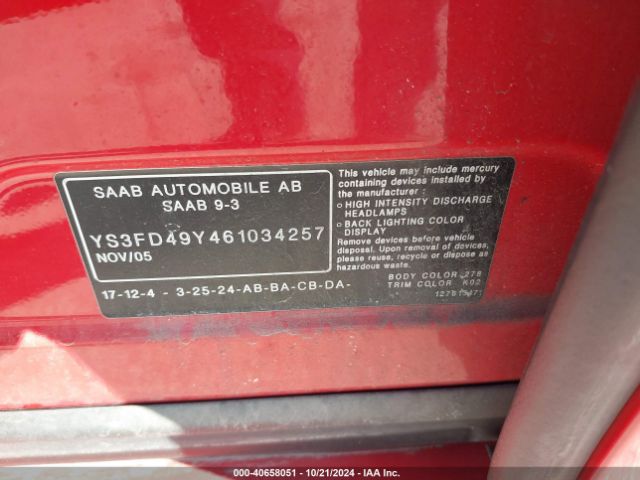 SAAB AUTOMOBILE AB
SAAB 9-3
YS3FD49Y461034257
NOV/05
17-12-4 - 3-25-24-AB-BA-CB-DA-
This vehicle may include mercury
containing devices installed by
the manufacturer :
HIGH INTENSITY DISCHARGE
HEADLAMPS
BACK LIGHTING COLOR
DISPLAY
Remove devices before vehicle
disposal. Upon removal of devices,
please reuse, recycle or dispose as
hazardous waste.
BODY COLOR 278
TRIM COLOR K02
000-40658051 - 10/21/2024 - IAA Inc.